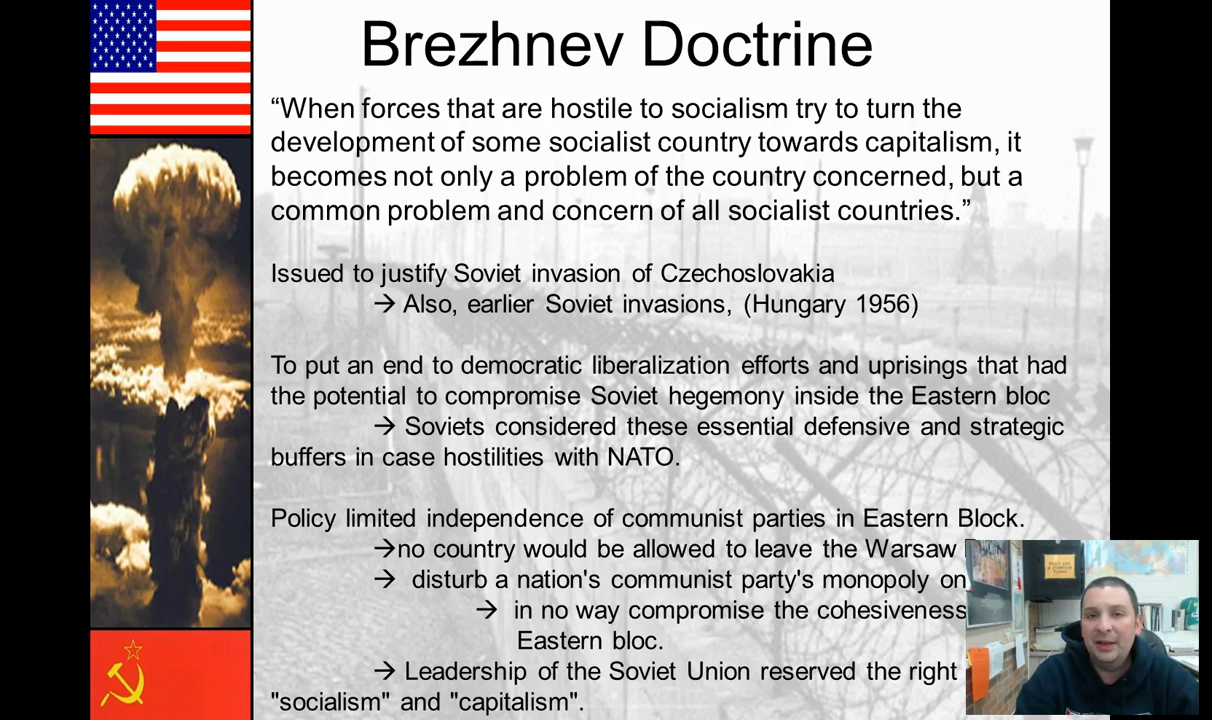 Brezhnev Doctrine
“When forces that are hostile to socialism try to turn the
development of some socialist country towards capitalism, it
becomes not only a problem of the country concerned, but a
common problem and concern of all socialist countries.”
Issued to justify Soviet invasion of Czechoslovakia
→ Also, earlier Soviet invasions, (Hungary 1956)
To put an end to democratic liberalization efforts and uprisings that had
the potential to compromise Soviet hegemony inside the Eastern bloc
→ Soviets considered these essential defensive and strategic
buffers in case hostilities with NATO.
Policy limited independence of communist parties in Eastern Block.
→no country would be allowed to leave the Warsaw
→ disturb a nation's communist party's monopoly on
→ in no way compromise the cohesiveness
Eastern bloc.
→ Leadership of the Soviet Union reserved the right
"socialism" and "capitalism".